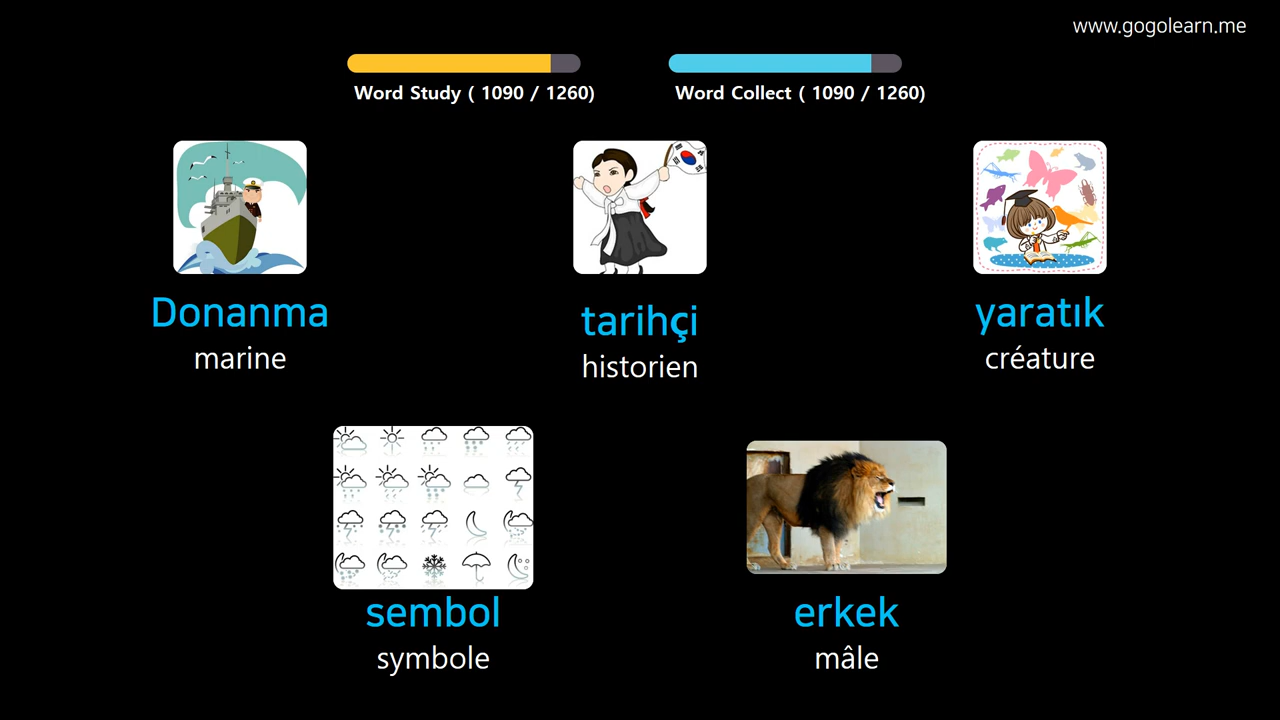 www.gogolearn.me
Word Study ( 1090 / 1260)
Word Collect ( 1090 / 1260)
Donanma
marine
tarihçi
historien
yaratık
créature
sembol
symbole
erkek
mâle